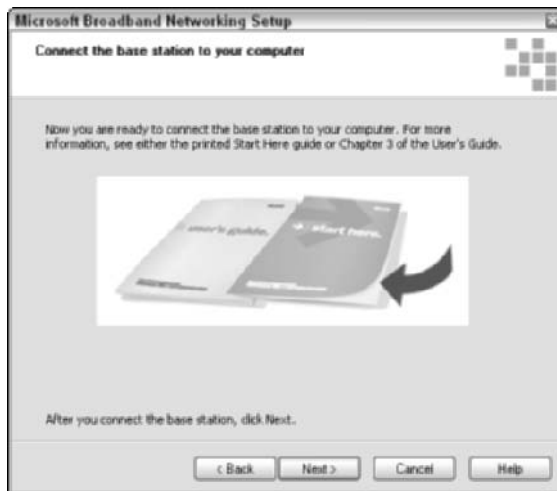 Microsoft Broadband Networking Setup
Connect the base station to your computer
Now you are ready to connect the base station to your computer. For more
information, see either the printed Start Here guide or Chapter 3 of the User's Guide.
user's guide.
start here.
After you connect the base station, click Next.
< Back
Next >
Cancel
Help